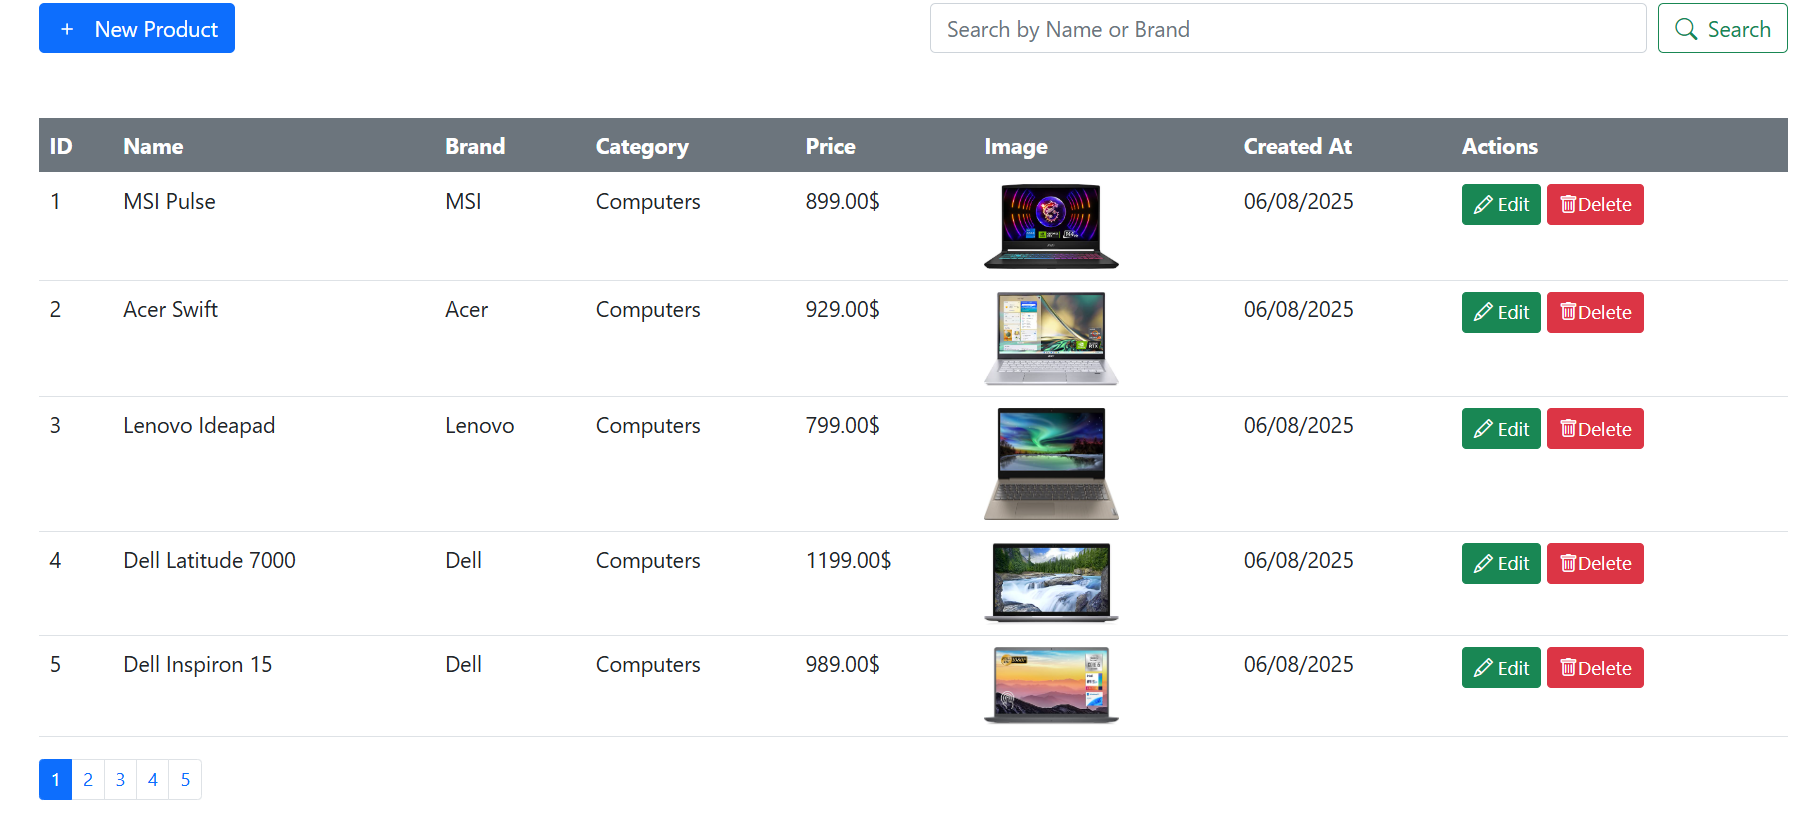 + New Product
Search by Name or Brand
Search
ID Name Brand Category Price Image Created At Actions
1 MSI Pulse MSI Computers 899.00$ 06/08/2025 Edit Delete
2 Acer Swift Acer Computers 929.00$ 06/08/2025 Edit Delete
3 Lenovo Ideapad Lenovo Computers 799.00$ 06/08/2025 Edit Delete
4 Dell Latitude 7000 Dell Computers 1199.00$ 06/08/2025 Edit Delete
5 Dell Inspiron 15 Dell Computers 989.00$ 06/08/2025 Edit Delete
1 2 3 4 5